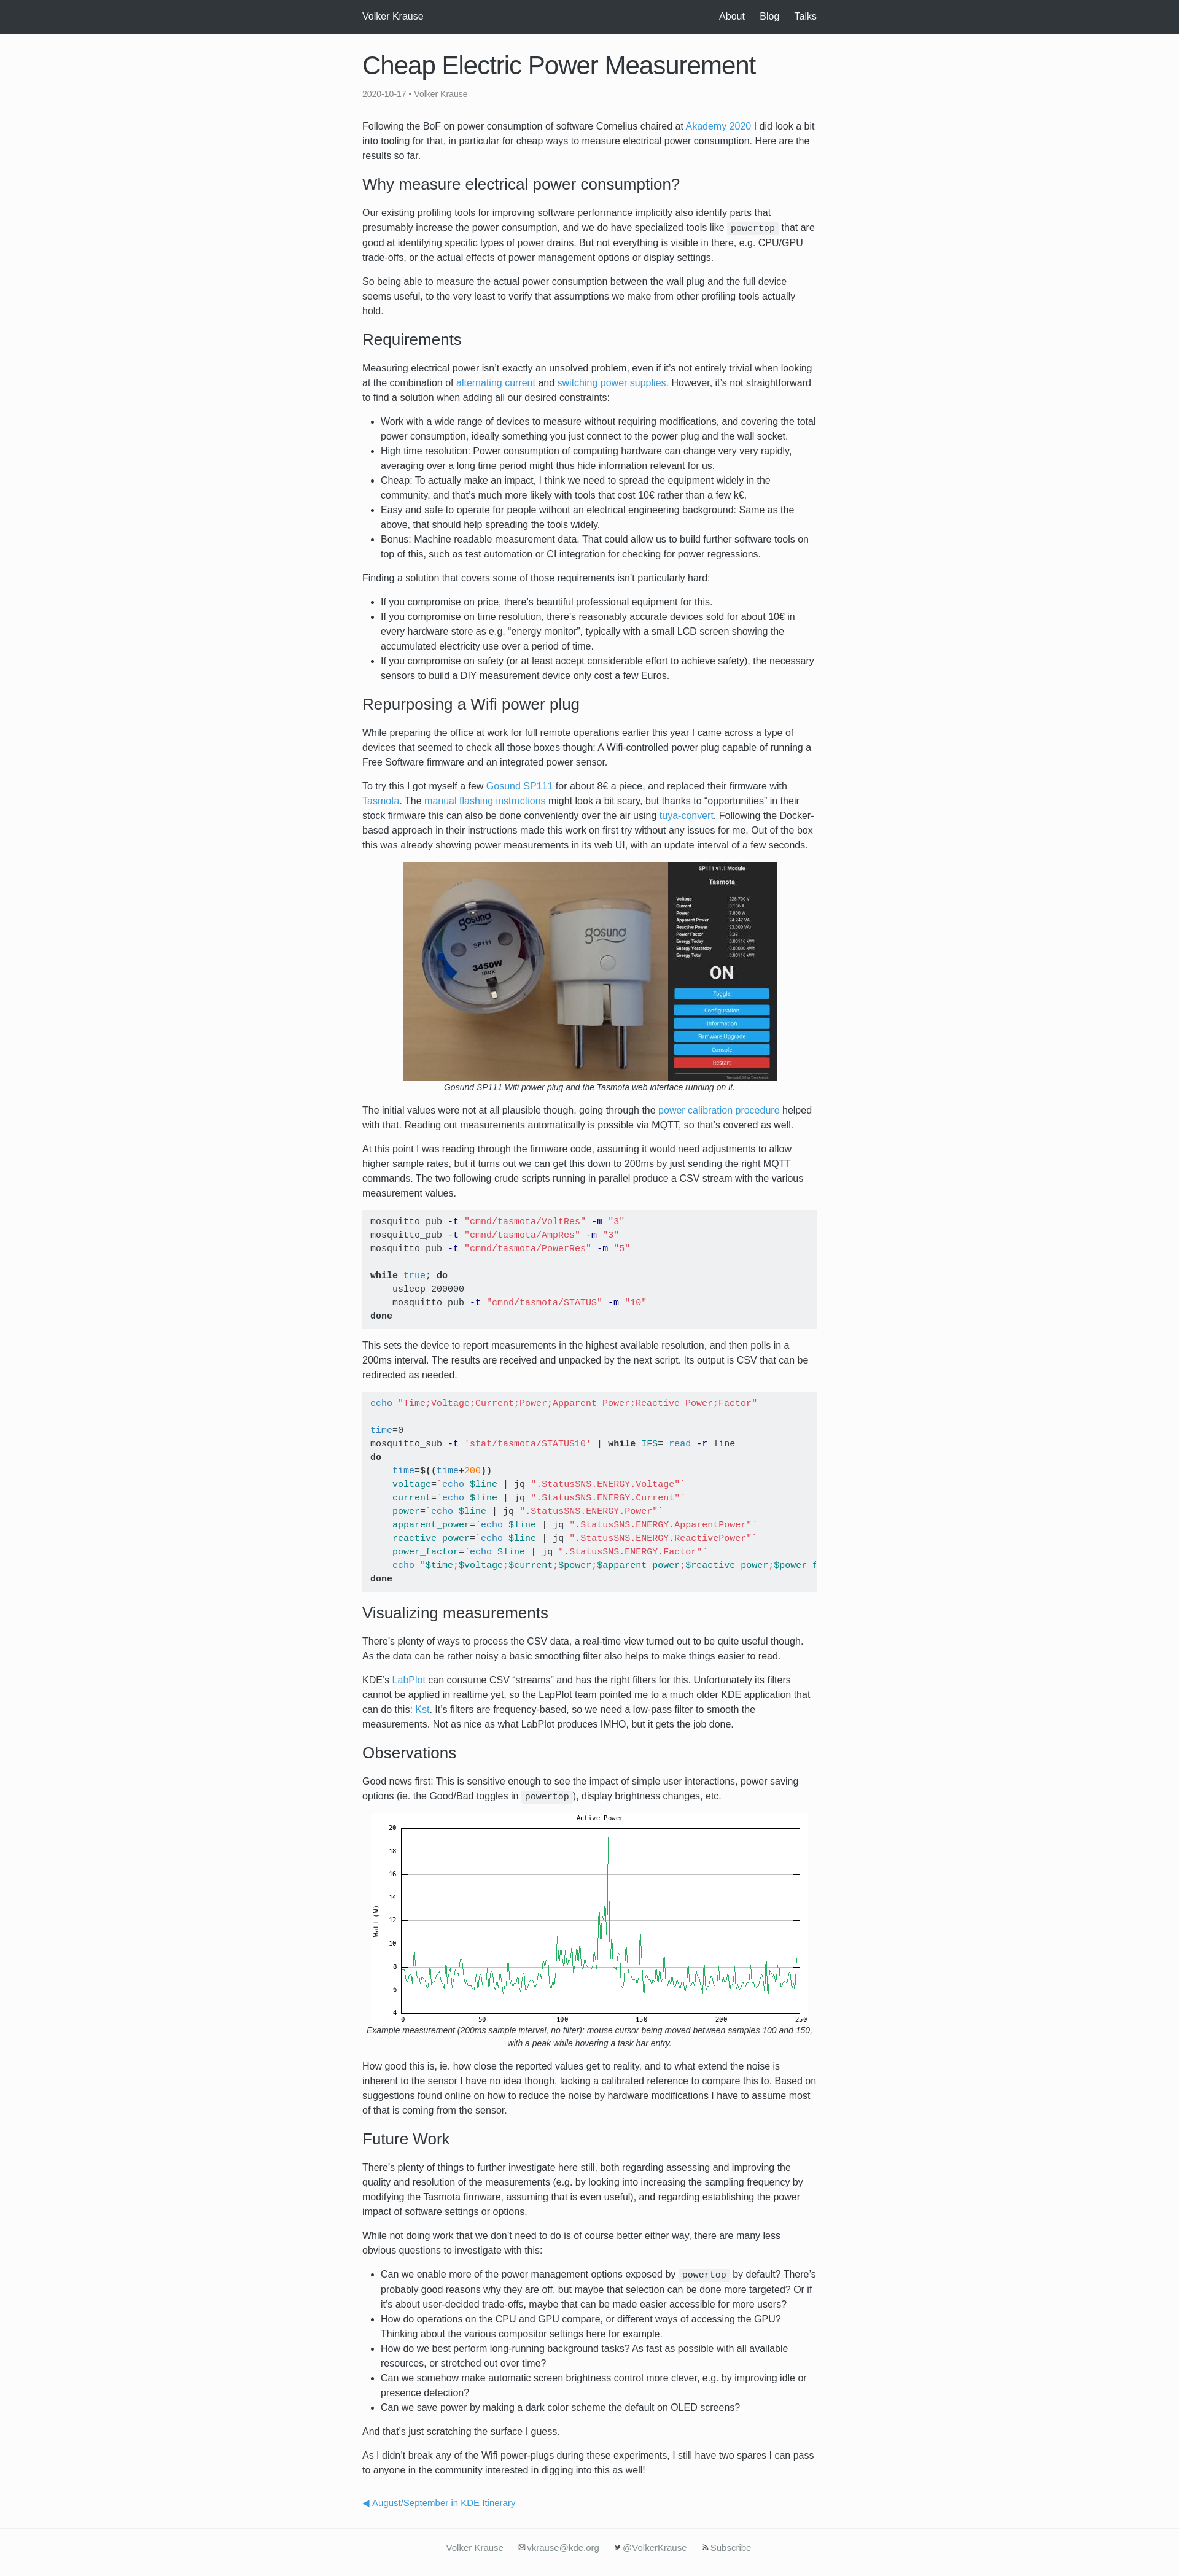 Volker Krause
About Blog Talks
Cheap Electric Power Measurement
2020-10-17 • Volker Krause
Following the BoF on power consumption of software Cornelius chaired at Akademy 2020 I did look a bit
into tooling for that, in particular for cheap ways to measure electrical power consumption. Here are the
results so far.
Why measure electrical power consumption?
Our existing profiling tools for improving software performance implicitly also identify parts that
presumably increase the power consumption, and we do have specialized tools like powertop that are
good at identifying specific types of power drains. But not everything is visible in there, e.g. CPU/GPU
trade-offs, or the actual effects of power management options or display settings.
So being able to measure the actual power consumption between the wall plug and the full device
seems useful, to the very least to verify that assumptions we make from other profiling tools actually
hold.
Requirements
Measuring electrical power isn’t exactly an unsolved problem, even if it’s not entirely trivial when looking
at the combination of alternating current and switching power supplies. However, it’s not straightforward
to find a solution when adding all our desired constraints:
• Work with a wide range of devices to measure without requiring modifications, and covering the total
power consumption, ideally something you just connect to the power plug and the wall socket.
• High time resolution: Power consumption of computing hardware can change very very rapidly,
averaging over a long time period might thus hide information relevant for us.
• Cheap: To actually make an impact, I think we need to spread the equipment widely in the
community, and that’s much more likely with tools that cost 10€ rather than a few k€.
• Easy and safe to operate for people without an electrical engineering background: Same as the
above, that should help spreading the tools widely.
• Bonus: Machine readable measurement data. That could allow us to build further software tools on
top of this, such as test automation or CI integration for checking for power regressions.
Finding a solution that covers some of those requirements isn’t particularly hard:
• If you compromise on price, there’s beautiful professional equipment for this.
• If you compromise on time resolution, there’s reasonably accurate devices sold for about 10€ in
every hardware store as e.g. “energy monitor”, typically with a small LCD screen showing the
accumulated electricity use over a period of time.
• If you compromise on safety (or at least accept considerable effort to achieve safety), the necessary
sensors to build a DIY measurement device only cost a few Euros.
Repurposing a Wifi power plug
While preparing the office at work for full remote operations earlier this year I came across a type of
devices that seemed to check all those boxes though: A Wifi-controlled power plug capable of running a
Free Software firmware and an integrated power sensor.
To try this I got myself a few Gosund SP111 for about 8€ a piece, and replaced their firmware with
Tasmota. The manual flashing instructions might look a bit scary, but thanks to “opportunities” in their
stock firmware this can also be done conveniently over the air using tuya-convert. Following the Docker-
based approach in their instructions made this work on first try without any issues for me. Out of the box
this was already showing power measurements in its web UI, with an update interval of a few seconds.
gosund
SP111
3450W
max
gosund
SP111 v1.1 Module
Tasmota
Voltage 228.700 V
Current 0.106 A
Power 7.800 W
Apparent Power 24.242 VA
Reactive Power 23.000 VAr
Power Factor 0.32
Energy Today 0.00116 kWh
Energy Yesterday 0.00000 kWh
Energy Total 0.00116 kWh
ON
Toggle
Configuration
Information
Firmware Upgrade
Console
Restart
Gosund SP111 Wifi power plug and the Tasmota web interface running on it.
The initial values were not at all plausible though, going through the power calibration procedure helped
with that. Reading out measurements automatically is possible via MQTT, so that’s covered as well.
At this point I was reading through the firmware code, assuming it would need adjustments to allow
higher sample rates, but it turns out we can get this down to 200ms by just sending the right MQTT
commands. The two following crude scripts running in parallel produce a CSV stream with the various
measurement values.
mosquitto_pub -t "cmnd/tasmota/VoltRes" -m "3"
mosquitto_pub -t "cmnd/tasmota/AmpRes" -m "3"
mosquitto_pub -t "cmnd/tasmota/PowerRes" -m "5"
while true; do
usleep 200000
mosquitto_pub -t "cmnd/tasmota/STATUS" -m "10"
done
This sets the device to report measurements in the highest available resolution, and then polls in a
200ms interval. The results are received and unpacked by the next script. Its output is CSV that can be
redirected as needed.
echo "Time;Voltage;Current;Power;Apparent Power;Reactive Power;Factor"
time=0
mosquitto_sub -t 'stat/tasmota/STATUS10' | while IFS= read -r line
do
time=$((time+200))
voltage=`echo $line | jq ".StatusSNS.ENERGY.Voltage"`
current=`echo $line | jq ".StatusSNS.ENERGY.Current"`
power=`echo $line | jq ".StatusSNS.ENERGY.Power"`
apparent_power=`echo $line | jq ".StatusSNS.ENERGY.ApparentPower"`
reactive_power=`echo $line | jq ".StatusSNS.ENERGY.ReactivePower"`
power_factor=`echo $line | jq ".StatusSNS.ENERGY.Factor"`
echo "$time;$voltage;$current;$power;$apparent_power;$reactive_power;$power_f
done
Visualizing measurements
There’s plenty of ways to process the CSV data, a real-time view turned out to be quite useful though.
As the data can be rather noisy a basic smoothing filter also helps to make things easier to read.
KDE’s LabPlot can consume CSV “streams” and has the right filters for this. Unfortunately its filters
cannot be applied in realtime yet, so the LapPlot team pointed me to a much older KDE application that
can do this: Kst. It’s filters are frequency-based, so we need a low-pass filter to smooth the
measurements. Not as nice as what LabPlot produces IMHO, but it gets the job done.
Observations
Good news first: This is sensitive enough to see the impact of simple user interactions, power saving
options (ie. the Good/Bad toggles in powertop), display brightness changes, etc.
Active Power
20
18
16
14
12
10
8
6
4
Watt (W)
0 50 100 150 200 250
Example measurement (200ms sample interval, no filter): mouse cursor being moved between samples 100 and 150,
with a peak while hovering a task bar entry.
How good this is, ie. how close the reported values get to reality, and to what extend the noise is
inherent to the sensor I have no idea though, lacking a calibrated reference to compare this to. Based on
suggestions found online on how to reduce the noise by hardware modifications I have to assume most
of that is coming from the sensor.
Future Work
There’s plenty of things to further investigate here still, both regarding assessing and improving the
quality and resolution of the measurements (e.g. by looking into increasing the sampling frequency by
modifying the Tasmota firmware, assuming that is even useful), and regarding establishing the power
impact of software settings or options.
While not doing work that we don’t need to do is of course better either way, there are many less
obvious questions to investigate with this:
• Can we enable more of the power management options exposed by powertop by default? There’s
probably good reasons why they are off, but maybe that selection can be done more targeted? Or if
it’s about user-decided trade-offs, maybe that can be made easier accessible for more users?
• How do operations on the CPU and GPU compare, or different ways of accessing the GPU?
Thinking about the various compositor settings here for example.
• How do we best perform long-running background tasks? As fast as possible with all available
resources, or stretched out over time?
• Can we somehow make automatic screen brightness control more clever, e.g. by improving idle or
presence detection?
• Can we save power by making a dark color scheme the default on OLED screens?
And that’s just scratching the surface I guess.
As I didn’t break any of the Wifi power-plugs during these experiments, I still have two spares I can pass
to anyone in the community interested in digging into this as well!
◀ August/September in KDE Itinerary
Volker Krause vkrause@kde.org @VolkerKrause Subscribe